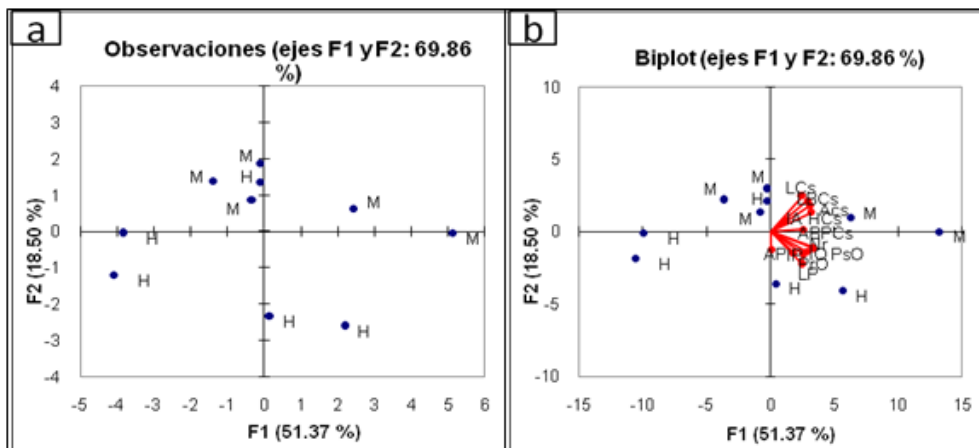 a
Observaciones (ejes F1 y F2: 69.86
%)
4
3
2
1
0
-1
-2
-3
-4
F2 (18.50 %)
M
M
H
M
M
H
M
H
H
H
-5 -4 -3 -2 -1 0 1 2 3 4 5 6
F1 (51.37 %)
b
Biplot (ejes F1 y F2: 69.86 %)
10
5
0
-5
-10
F2 (18.50 %)
M
M
H
M
LCs
Acs
IA HCs
M
M
H
H
PsO
H
H
-15 -10 -5 0 5 10 15
F1 (51.37 %)